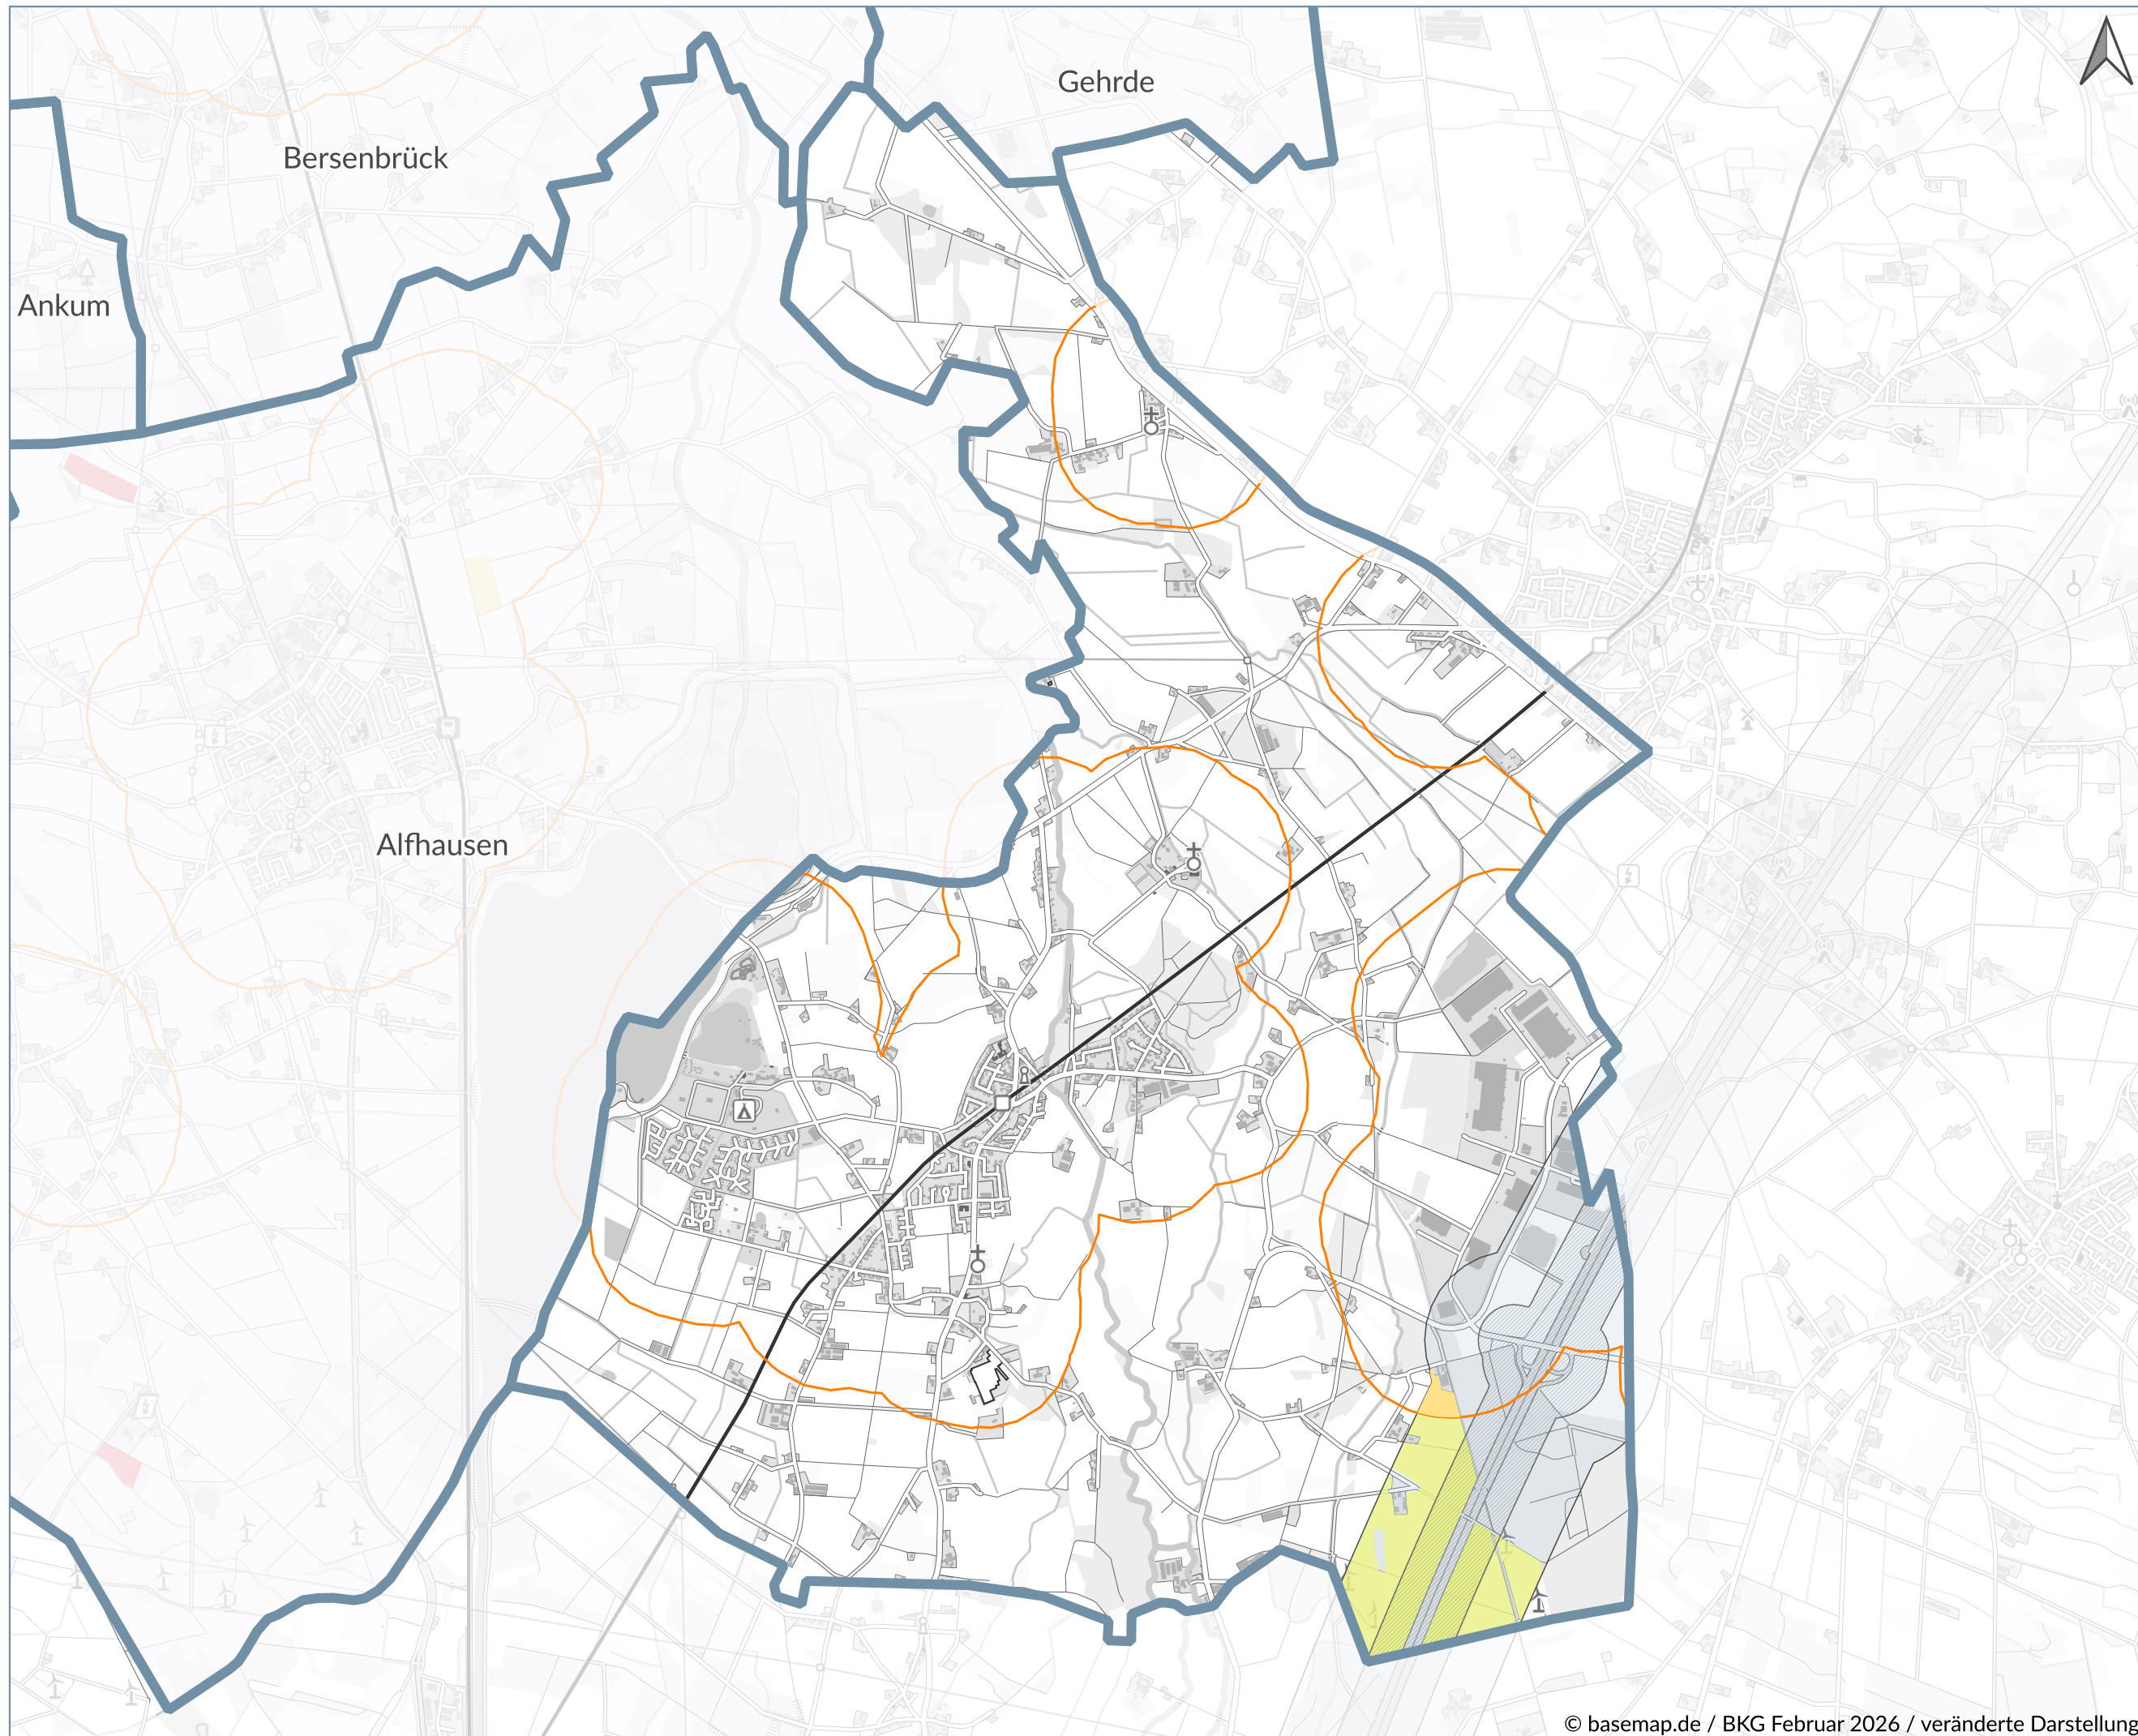 Gehrde
Bersenbrück
Ankum
Alfhausen
© basemap.de / BKG Februar 2026 / veränderte Darstellung